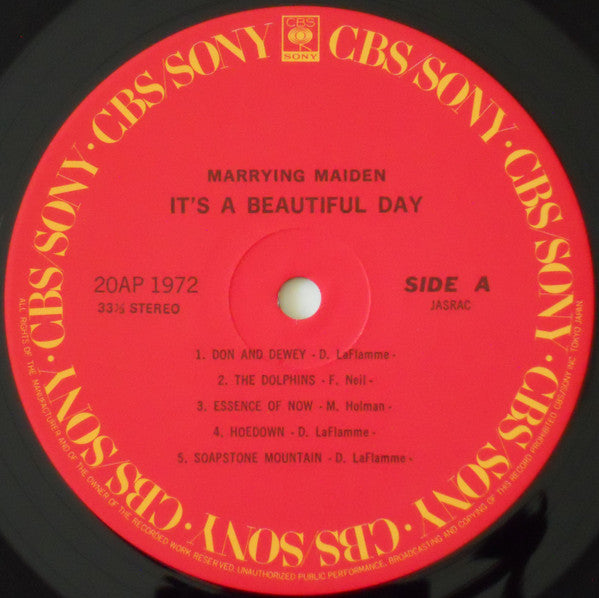 CBS
SONY
CBS/SONY · CBS/SONY · CBS/SONY · CBS/SONY · CBS/SONY · CBS/SONY · CBS/SONY · CBS/SONY
MARRYING MAIDEN
IT'S A BEAUTIFUL DAY
20AP 1972
33⅓ STEREO
SIDE A
JASRAC
1. DON AND DEWEY - D. LaFlamme -
2. THE DOLPHINS - F. Neil -
3. ESSENCE OF NOW - M. Holman -
4. HOEDOWN - D. LaFlamme -
5. SOAPSTONE MOUNTAIN - D. LaFlamme -
ALL RIGHTS OF THE MANUFACTURER AND OF THE OWNER OF THE RECORDED WORK RESERVED. UNAUTHORIZED PUBLIC PERFORMANCE, BROADCASTING AND COPYING OF THIS RECORD PROHIBITED CBS/SONY INC. TOKYO JAPAN.